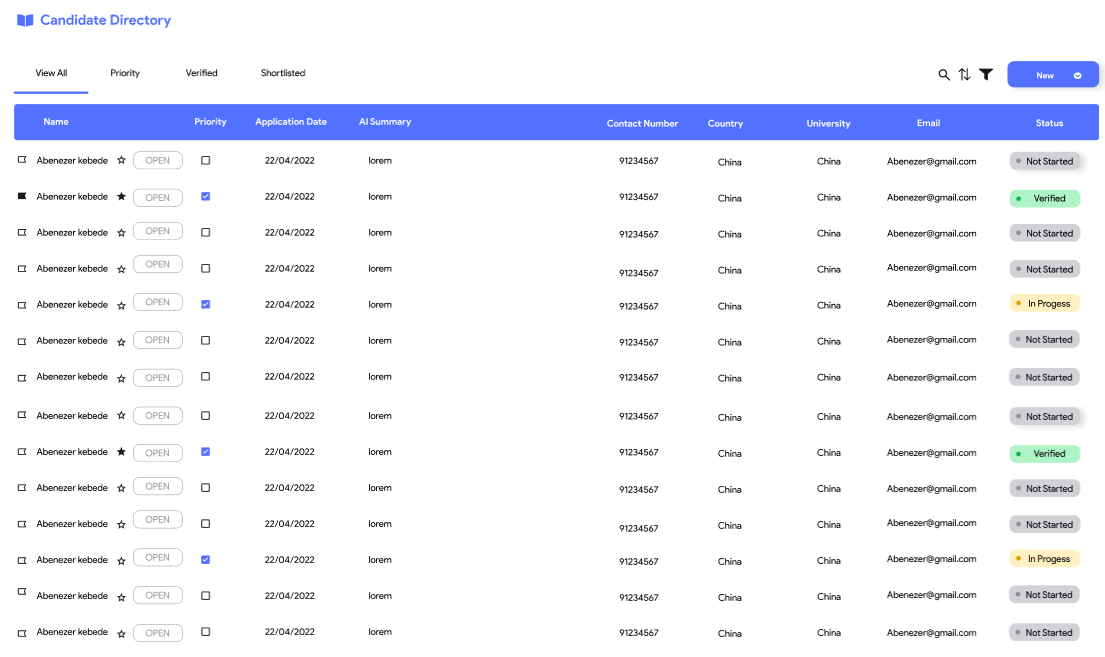 Candidate Directory
View All Priority Verified Shortlisted New
Name Priority Application Date AI Summary Contact Number Country University Email Status
Abenezer kebede OPEN 22/04/2022 lorem 91234567 China China Abenezer@gmail.com Not Started
Abenezer kebede OPEN 22/04/2022 lorem 91234567 China China Abenezer@gmail.com Verified
Abenezer kebede OPEN 22/04/2022 lorem 91234567 China China Abenezer@gmail.com Not Started
Abenezer kebede OPEN 22/04/2022 lorem 91234567 China China Abenezer@gmail.com Not Started
Abenezer kebede OPEN 22/04/2022 lorem 91234567 China China Abenezer@gmail.com In Progess
Abenezer kebede OPEN 22/04/2022 lorem 91234567 China China Abenezer@gmail.com Not Started
Abenezer kebede OPEN 22/04/2022 lorem 91234567 China China Abenezer@gmail.com Not Started
Abenezer kebede OPEN 22/04/2022 lorem 91234567 China China Abenezer@gmail.com Not Started
Abenezer kebede OPEN 22/04/2022 lorem 91234567 China China Abenezer@gmail.com Verified
Abenezer kebede OPEN 22/04/2022 lorem 91234567 China China Abenezer@gmail.com Not Started
Abenezer kebede OPEN 22/04/2022 lorem 91234567 China China Abenezer@gmail.com Not Started
Abenezer kebede OPEN 22/04/2022 lorem 91234567 China China Abenezer@gmail.com In Progess
Abenezer kebede OPEN 22/04/2022 lorem 91234567 China China Abenezer@gmail.com Not Started
Abenezer kebede OPEN 22/04/2022 lorem 91234567 China China Abenezer@gmail.com Not Started